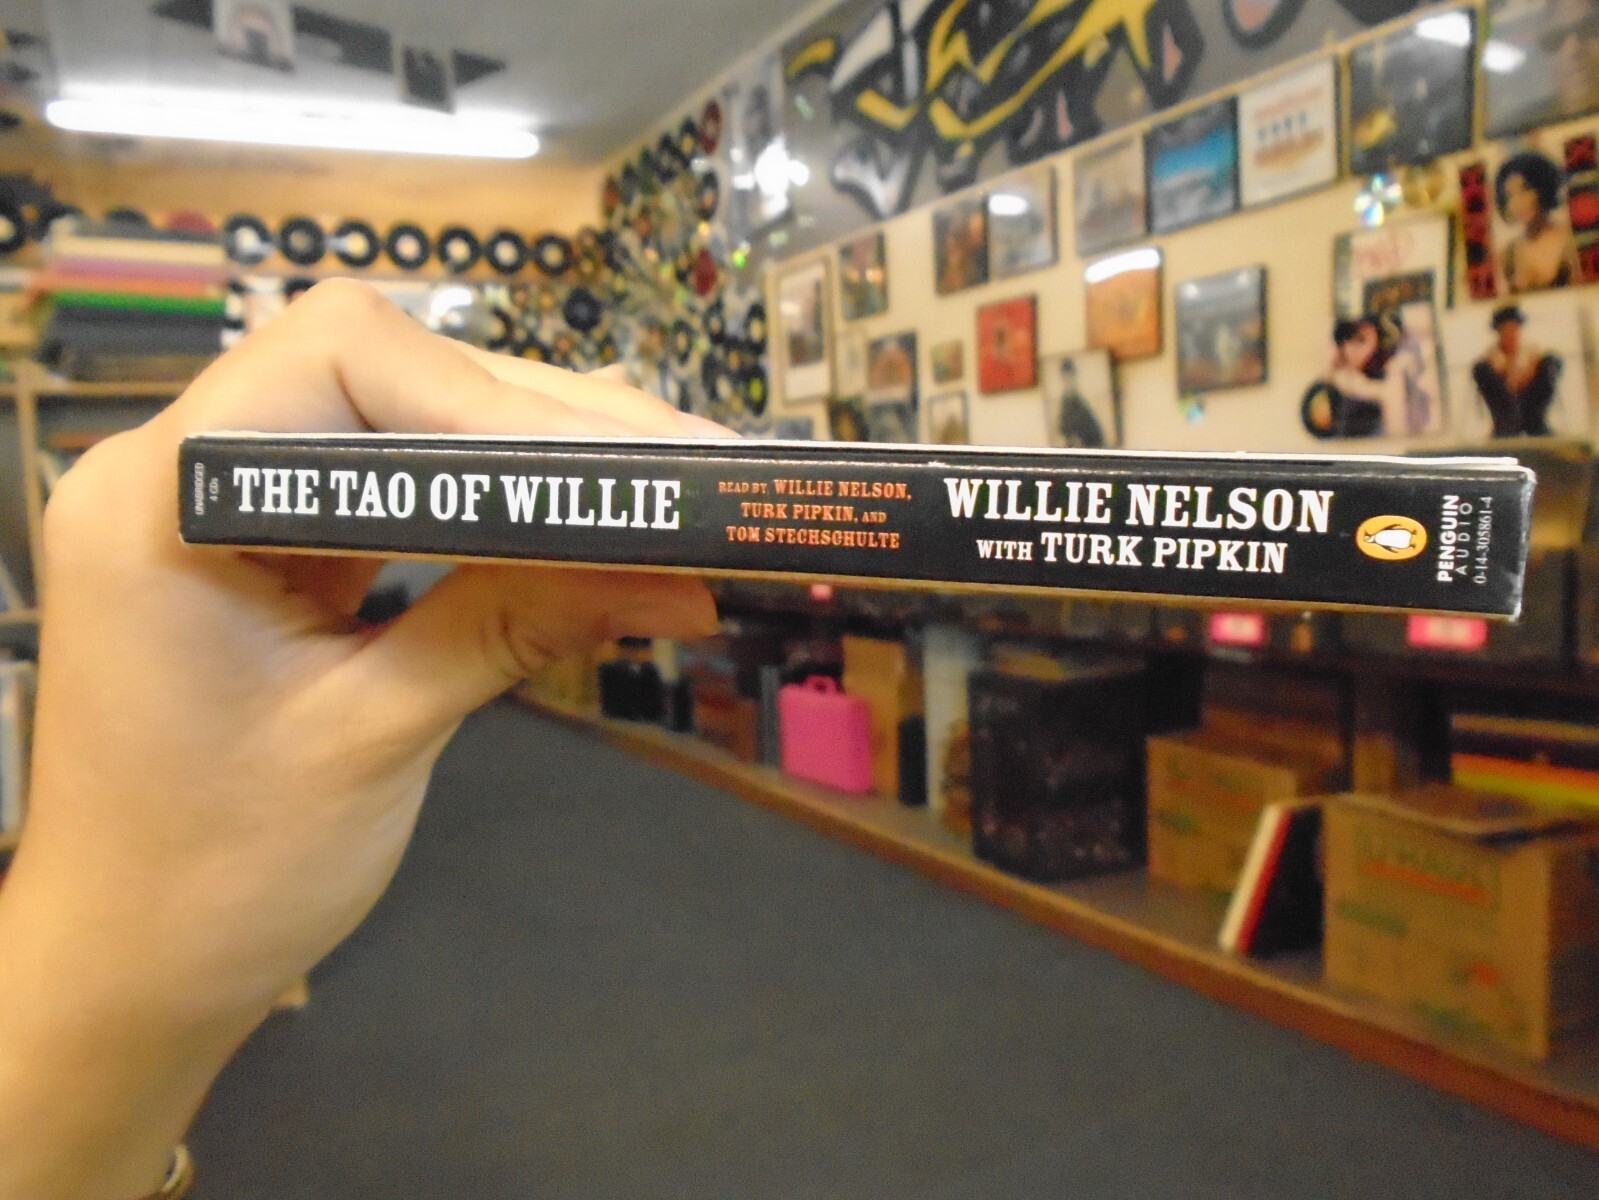 UNABRIDGED
4 CDs
THE TAO OF WILLIE
READ BY WILLIE NELSON,
TURK PIPKIN, AND
TOM STECHSCHULTE
WILLIE NELSON
WITH TURK PIPKIN
PENGUIN
AUDIO
0-14-305861-4